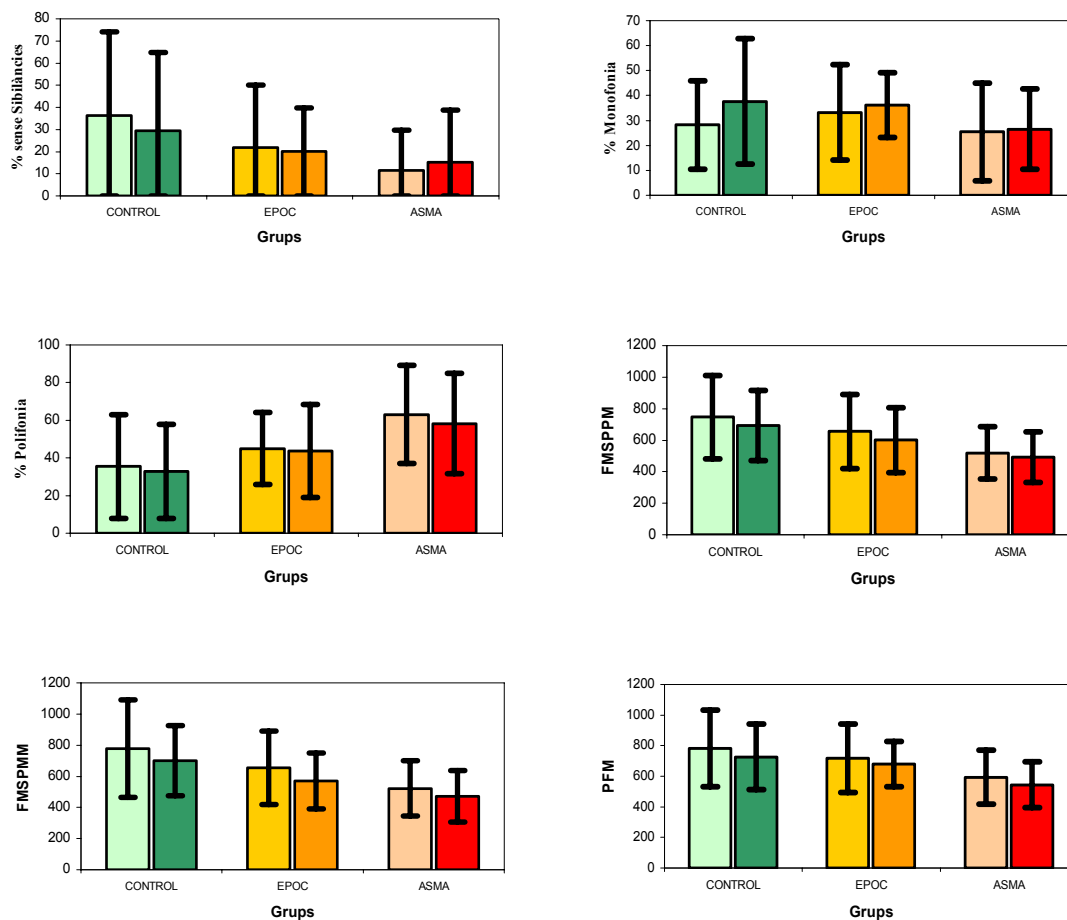 % sense Sibilàncies
80
70
60
50
40
30
20
10
0
CONTROL EPOC ASMA
Grups
% Monofonia
70
60
50
40
30
20
10
0
CONTROL EPOC ASMA
Grups
% Polifonia
100
80
60
40
20
0
CONTROL EPOC ASMA
Grups
FMSPPM
1200
1000
800
600
400
200
0
CONTROL EPOC ASMA
Grups
FMSPMM
1200
1000
800
600
400
200
0
CONTROL EPOC ASMA
Grups
PFM
1200
1000
800
600
400
200
0
CONTROL EPOC ASMA
Grups